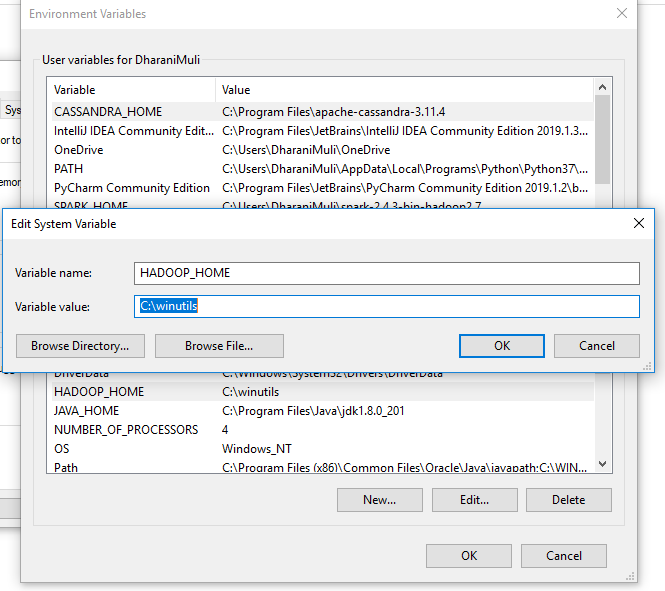 Environment Variables
User variables for DharaniMuli
Variable Value
CASSANDRA_HOME C:\Program Files\apache-cassandra-3.11.4
IntelliJ IDEA Community Edit... C:\Program Files\JetBrains\IntelliJ IDEA Community Edition 2019.1.3...
OneDrive C:\Users\DharaniMuli\OneDrive
PATH C:\Users\DharaniMuli\AppData\Local\Programs\Python\Python37\...
PyCharm Community Edition C:\Program Files\JetBrains\PyCharm Community Edition 2019.1.2\b...
SPARK_HOME C:\Users\DharaniMuli\spark-2.4.3-bin-hadoop2.7
Sys
or to
emor
Edit System Variable
Variable name: HADOOP_HOME
Variable value: C:\winutils
Browse Directory... Browse File... OK Cancel
DriverData C:\Windows\System32\Drivers\DriverData
HADOOP_HOME C:\winutils
JAVA_HOME C:\Program Files\Java\jdk1.8.0_201
NUMBER_OF_PROCESSORS 4
OS Windows_NT
Path C:\Program Files (x86)\Common Files\Oracle\Java\javapath;C:\WIN...
New... Edit... Delete
OK Cancel